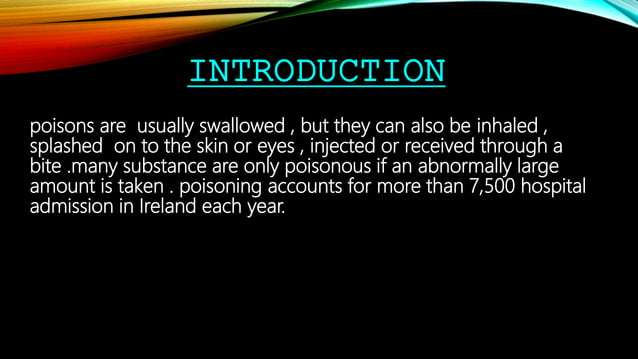 INTRODUCTION
poisons are  usually swallowed , but they can also be inhaled ,
splashed  on to the skin or eyes , injected or received through a
bite .many substance are only poisonous if an abnormally large
amount is taken . poisoning accounts for more than 7,500 hospital
admission in Ireland each year.